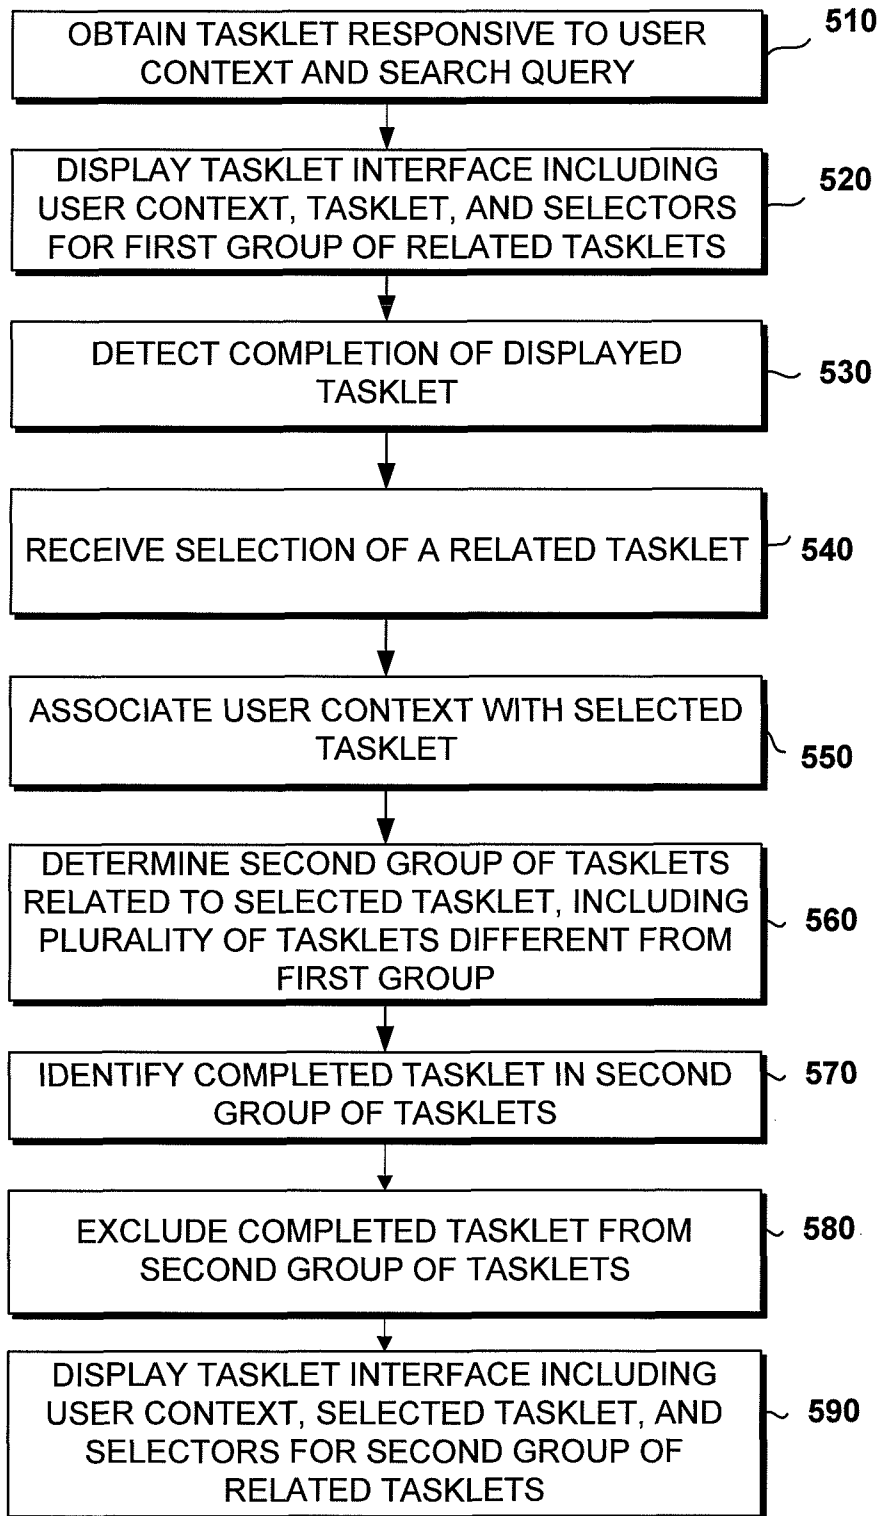 OBTAIN TASKLET RESPONSIVE TO USER
CONTEXT AND SEARCH QUERY
510
DISPLAY TASKLET INTERFACE INCLUDING
USER CONTEXT, TASKLET, AND SELECTORS
FOR FIRST GROUP OF RELATED TASKLETS
520
DETECT COMPLETION OF DISPLAYED
TASKLET
530
RECEIVE SELECTION OF A RELATED TASKLET
540
ASSOCIATE USER CONTEXT WITH SELECTED
TASKLET
550
DETERMINE SECOND GROUP OF TASKLETS
RELATED TO SELECTED TASKLET, INCLUDING
PLURALITY OF TASKLETS DIFFERENT FROM
FIRST GROUP
560
IDENTIFY COMPLETED TASKLET IN SECOND
GROUP OF TASKLETS
570
EXCLUDE COMPLETED TASKLET FROM
SECOND GROUP OF TASKLETS
580
DISPLAY TASKLET INTERFACE INCLUDING
USER CONTEXT, SELECTED TASKLET, AND
SELECTORS FOR SECOND GROUP OF
RELATED TASKLETS
590